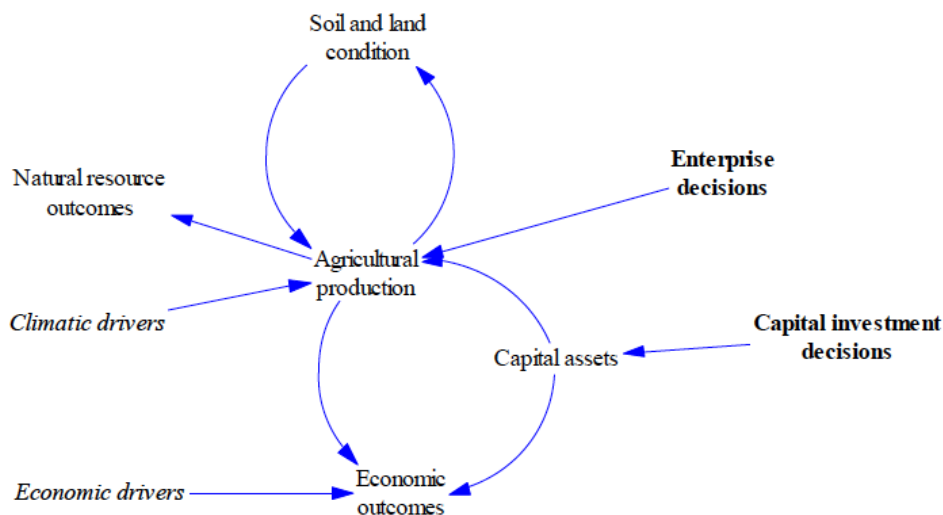 Soil and land
condition
Enterprise
decisions
Natural resource
outcomes
Agricultural
production
Climatic drivers
Capital investment
decisions
Capital assets
Economic
outcomes
Economic drivers